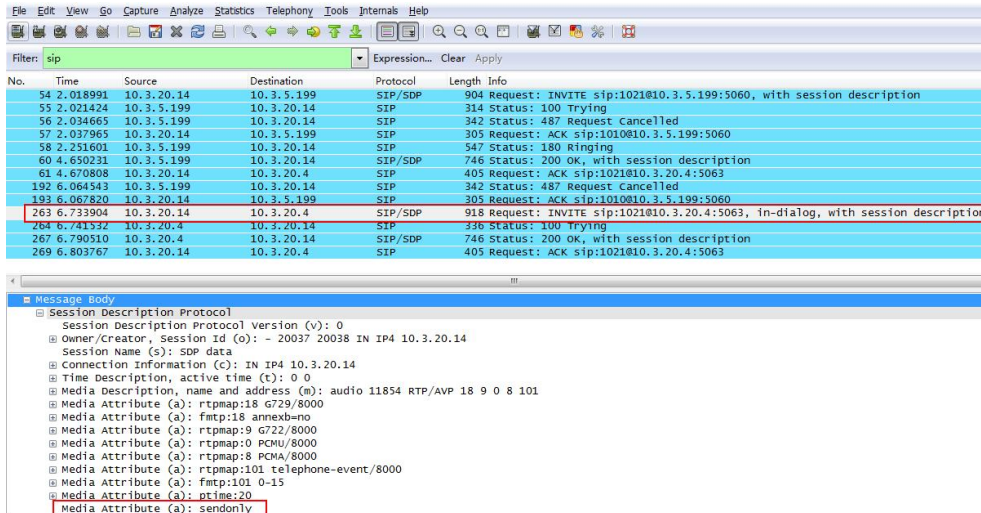 File Edit View Go Capture Analyze Statistics Telephony Tools Internals Help
Filter: sip Expression... Clear Apply
No. Time Source Destination Protocol Length Info
54 2.018991 10.3.20.14 10.3.5.199 SIP/SDP 904 Request: INVITE sip:1021@10.3.5.199:5060, with session description
55 2.021424 10.3.5.199 10.3.20.14 SIP 314 Status: 100 Trying
56 2.034665 10.3.5.199 10.3.20.14 SIP 342 Status: 487 Request Cancelled
57 2.037965 10.3.20.14 10.3.5.199 SIP 305 Request: ACK sip:1010@10.3.5.199:5060
58 2.251601 10.3.5.199 10.3.20.14 SIP 547 Status: 180 Ringing
60 4.650231 10.3.5.199 10.3.20.14 SIP/SDP 746 Status: 200 OK, with session description
61 4.670808 10.3.20.14 10.3.20.4 SIP 405 Request: ACK sip:1021@10.3.20.4:5063
192 6.064543 10.3.5.199 10.3.20.14 SIP 342 Status: 487 Request Cancelled
193 6.067820 10.3.20.14 10.3.5.199 SIP 305 Request: ACK sip:1010@10.3.5.199:5060
263 6.733904 10.3.20.14 10.3.20.4 SIP/SDP 918 Request: INVITE sip:1021@10.3.20.4:5063, in-dialog, with session description
264 6.741532 10.3.20.4 10.3.20.14 SIP 336 Status: 100 Trying
267 6.790510 10.3.20.4 10.3.20.14 SIP/SDP 746 Status: 200 OK, with session description
269 6.803767 10.3.20.14 10.3.20.4 SIP 405 Request: ACK sip:1021@10.3.20.4:5063
Message Body
Session Description Protocol
Session Description Protocol Version (v): 0
Owner/Creator, Session Id (o): - 20037 20038 IN IP4 10.3.20.14
Session Name (s): SDP data
Connection Information (c): IN IP4 10.3.20.14
Time Description, active time (t): 0 0
Media Description, name and address (m): audio 11854 RTP/AVP 18 9 0 8 101
Media Attribute (a): rtpmap:18 G729/8000
Media Attribute (a): fmtp:18 annexb=no
Media Attribute (a): rtpmap:9 G722/8000
Media Attribute (a): rtpmap:0 PCMU/8000
Media Attribute (a): rtpmap:8 PCMA/8000
Media Attribute (a): rtpmap:101 telephone-event/8000
Media Attribute (a): fmtp:101 0-15
Media Attribute (a): ptime:20
Media Attribute (a): sendonly